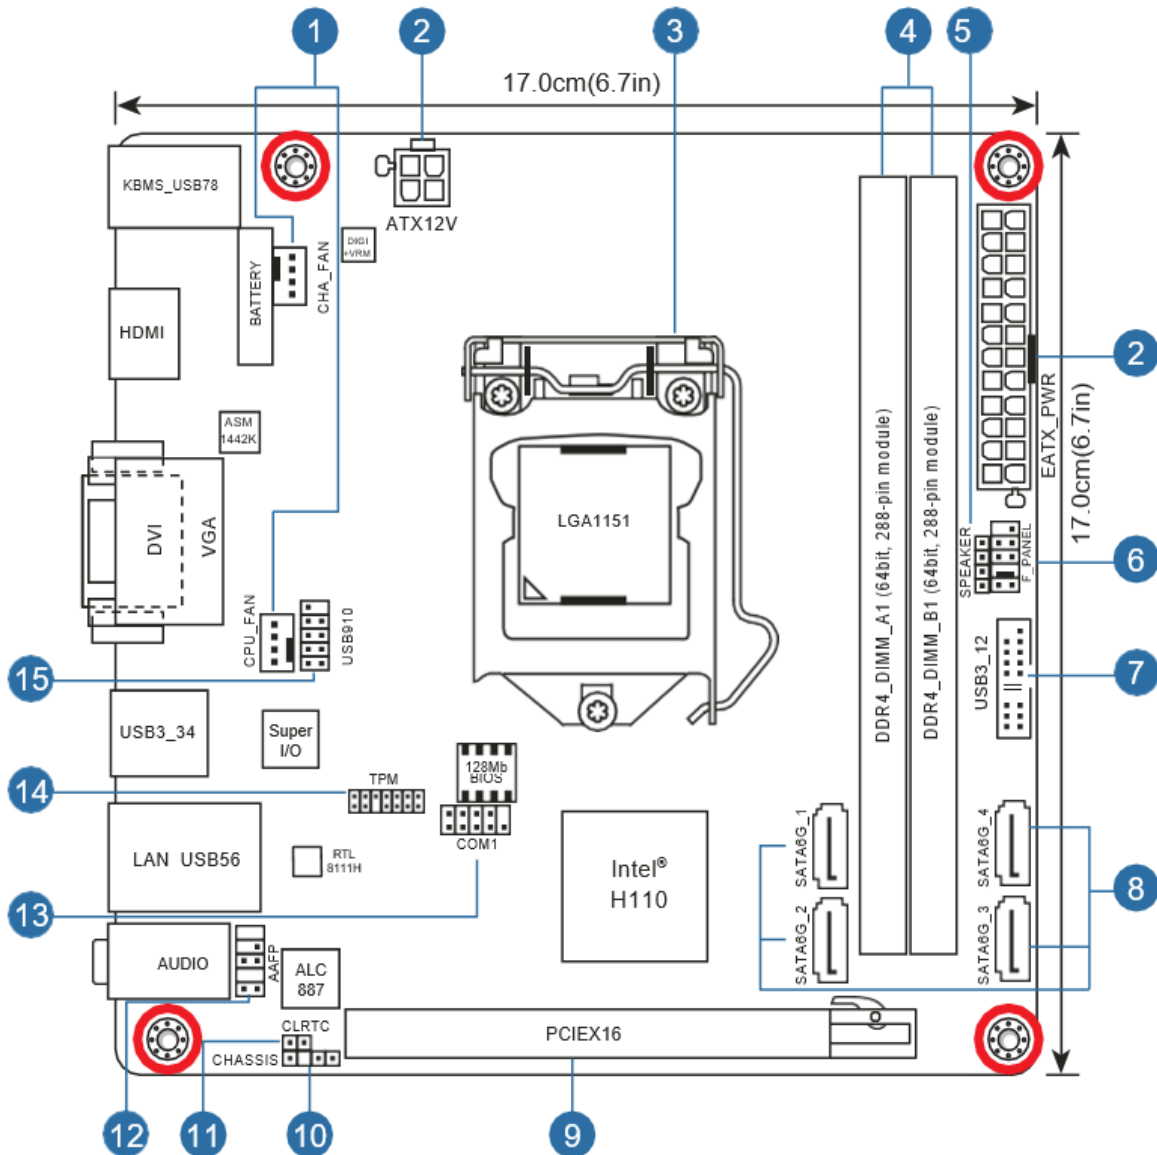 1
2
3
4
5
17.0cm(6.7in)
KBMS_USB78
ATX12V
DIGI
+VRM
CHA_FAN
BATTERY
HDMI
2
EATX_PWR
17.0cm(6.7in)
ASM
1442K
DVI
VGA
LGA1151
DDR4_DIMM_A1 (64bit, 288-pin module)
DDR4_DIMM_B1 (64bit, 288-pin module)
SPEAKER
F_PANEL
6
CPU_FAN
USB910
15
USB3_12
7
USB3_34
Super
I/O
128Mb
BIOS
TPM
14
COM1
LAN USB56
RTL
8111H
Intel®
H110
SATA6G_1
SATA6G_4
8
13
SATA6G_2
SATA6G_3
AUDIO
AAFP
ALC
887
CLRTC
CHASSIS
PCIEX16
12
11
10
9